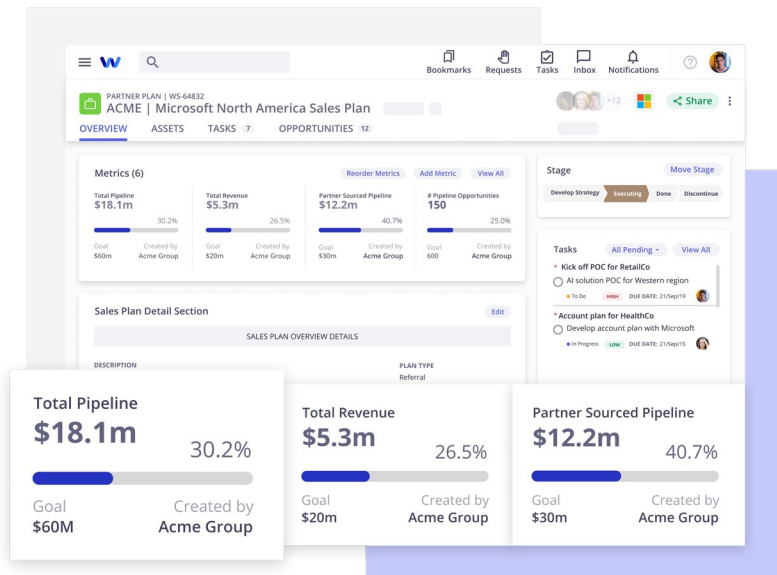 Bookmarks Requests Tasks Inbox Notifications
PARTNER PLAN | WS-64832
ACME | Microsoft North America Sales Plan
+12
Share
OVERVIEW ASSETS TASKS 7 OPPORTUNITIES 12
Metrics (6) Reorder Metrics Add Metric View All
Total Pipeline Total Revenue Partner Sourced Pipeline # Pipeline Opportunities
$18.1m $5.3m $12.2m 150
30.2% 26.5% 40.7% 25.0%
Goal Created by Goal Created by Goal Created by Goal Created by
$60m Acme Group $20m Acme Group $30m Acme Group 600 Acme Group
Stage Move Stage
Develop Strategy Executing Done Discontinue
Tasks All Pending View All
* Kick off POC for RetailCo
AI solution POC for Western region
To Do HIGH DUE DATE: 21/Sep/19
*Account plan for HealthCo
Develop account plan with Microsoft
In Progress LOW DUE DATE: 21/Sep/15
Sales Plan Detail Section Edit
SALES PLAN OVERVIEW DETAILS
DESCRIPTION PLAN TYPE
Referral
Total Pipeline
$18.1m
30.2%
Goal Created by
$60M Acme Group
Total Revenue
$5.3m
26.5%
Goal Created by
$20m Acme Group
Partner Sourced Pipeline
$12.2m
40.7%
Goal Created by
$30m Acme Group